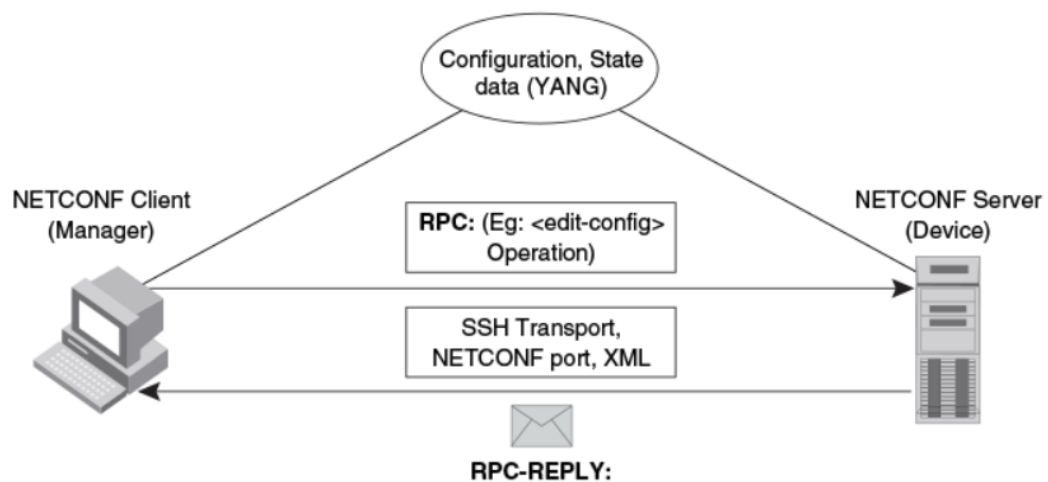 Configuration, State
data (YANG)
NETCONF Client
(Manager)
NETCONF Server
(Device)
RPC: (Eg: <edit-config>
Operation)
SSH Transport,
NETCONF port, XML
RPC-REPLY: